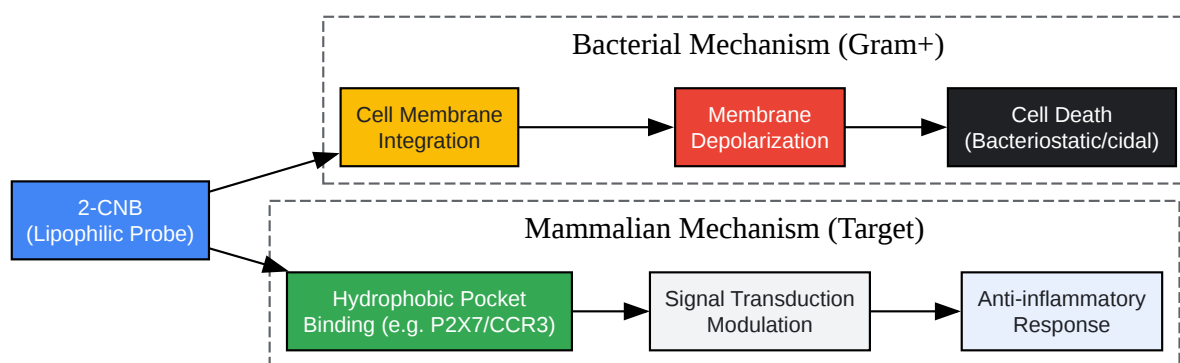 Bacterial Mechanism (Gram+)
Cell Membrane
Integration
Membrane
Depolarization
Cell Death
(Bacteriostatic/cidal)
2-CNB
(Lipophilic Probe)
Mammalian Mechanism (Target)
Hydrophobic Pocket
Binding (e.g. P2X7/CCR3)
Signal Transduction
Modulation
Anti-inflammatory
Response